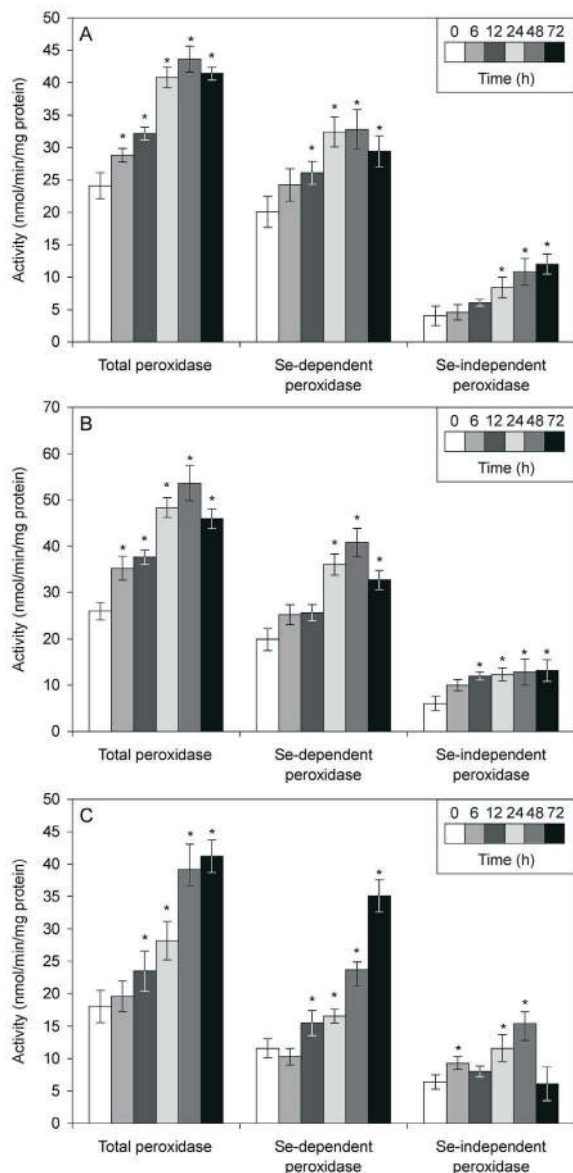 A
0 6 12 24 48 72
Time (h)
Activity (nmol/min/mg protein)
50
45
40
35
30
25
20
15
10
5
0
* * * * *
* * * *
* * *
Total peroxidase
Se-dependent
peroxidase
Se-independent
peroxidase
B
0 6 12 24 48 72
Time (h)
Activity (nmol/min/mg protein)
70
60
50
40
30
20
10
0
* * * * *
* * *
* * * *
Total peroxidase
Se-dependent
peroxidase
Se-independent
peroxidase
C
0 6 12 24 48 72
Time (h)
Activity (nmol/min/mg protein)
50
45
40
35
30
25
20
15
10
5
0
* * * *
* * * *
* * *
Total peroxidase
Se-dependent
peroxidase
Se-independent
peroxidase